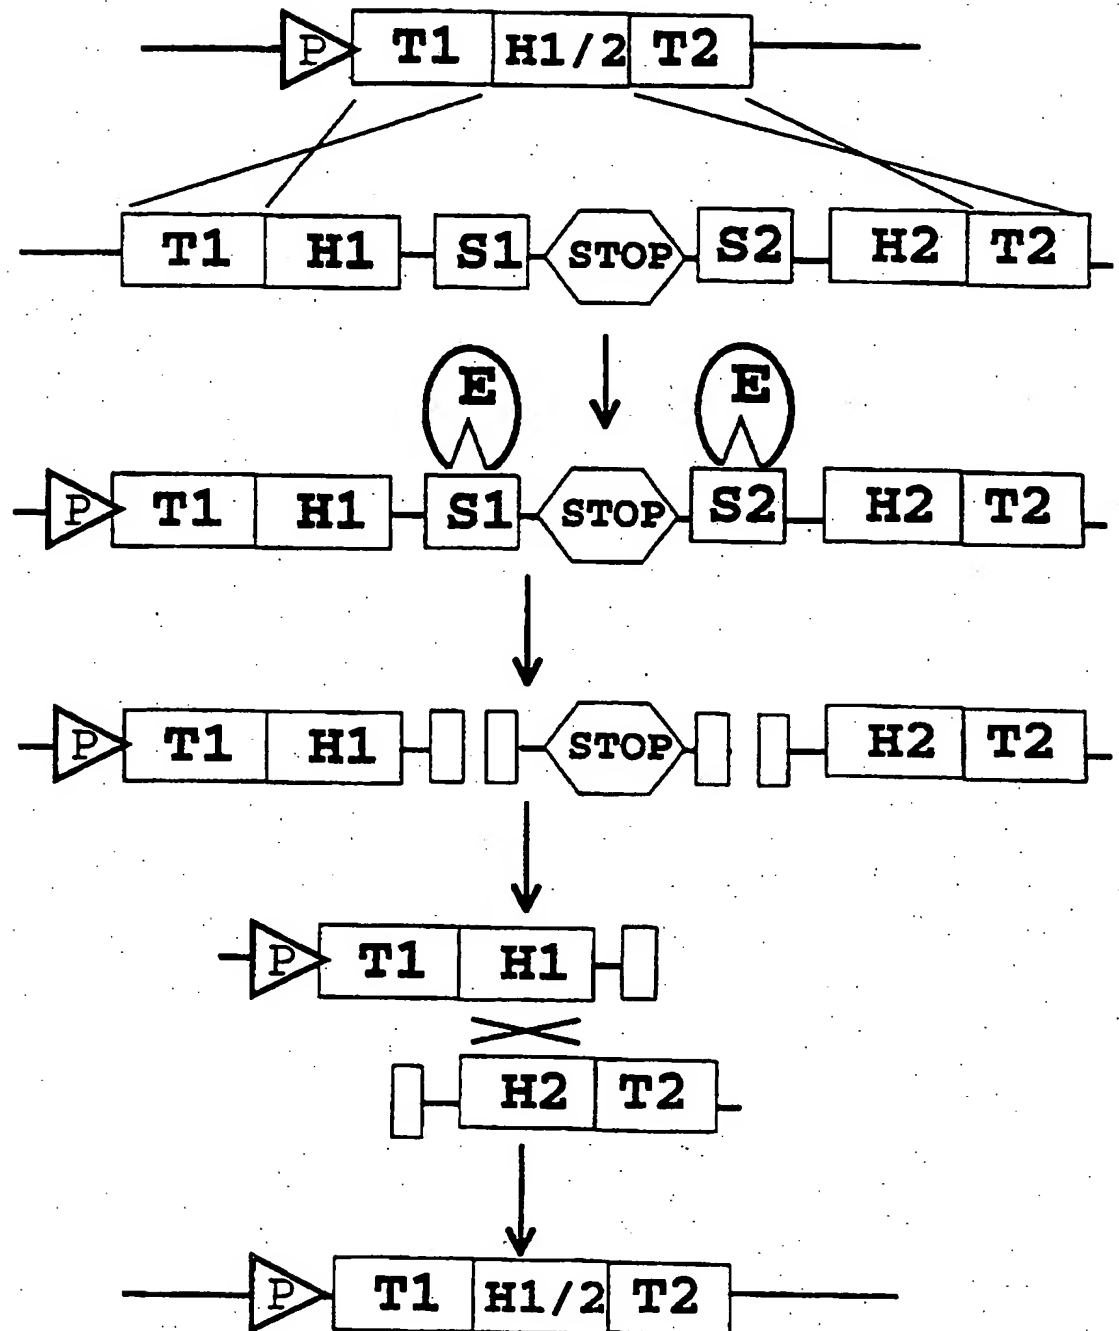 P T1 H1/2 T2
T1 H1 S1 STOP S2 H2 T2
E E
P T1 H1 S1 STOP S2 H2 T2
P T1 H1 STOP H2 T2
P T1 H1
H2 T2
P T1 H1/2 T2